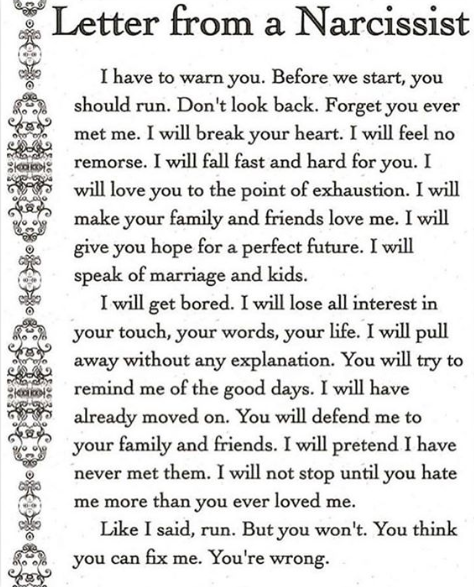 Letter from a Narcissist
I have to warn you. Before we start, you
should run. Don't look back. Forget you ever
met me. I will break your heart. I will feel no
remorse. I will fall fast and hard for you. I
will love you to the point of exhaustion. I will
make your family and friends love me. I will
give you hope for a perfect future. I will
speak of marriage and kids.
I will get bored. I will lose all interest in
your touch, your words, your life. I will pull
away without any explanation. You will try to
remind me of the good days. I will have
already moved on. You will defend me to
your family and friends. I will pretend I have
never met them. I will not stop until you hate
me more than you ever loved me.
Like I said, run. But you won't. You think
you can fix me. You're wrong.